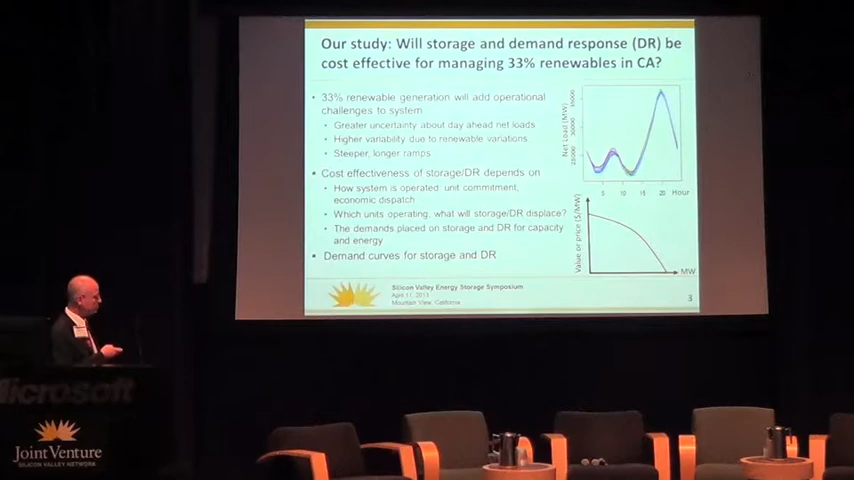 Our study: Will storage and demand response (DR) be
cost effective for managing 33% renewables in CA?
• 33% renewable generation will add operational
challenges to system
• Greater uncertainty about day ahead net loads
• Higher variability due to renewable variations
• Steeper, longer ramps
• Cost effectiveness of storage/DR depends on
• How system is operated: unit commitment,
economic dispatch
• Which units operating, what will storage/DR displace?
• The demands placed on storage and DR for capacity
and energy
• Demand curves for storage and DR
Net Load (MW)
5 10 15 20 Hour
Value or price ($/MW)
MW
Silicon Valley Energy Storage Symposium
April 11, 2013
Mountain View, California
3
Microsoft
Joint Venture
SILICON VALLEY NETWORK